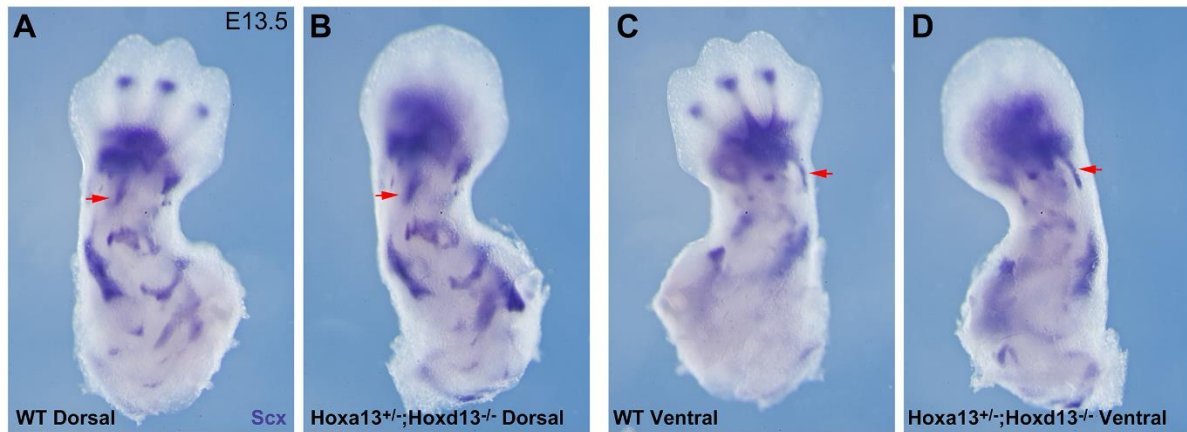 A
E13.5
B
C
D
WT Dorsal
Scx
Hoxa13+/-;Hoxd13-/- Dorsal
WT Ventral
Hoxa13+/-;Hoxd13-/- Ventral